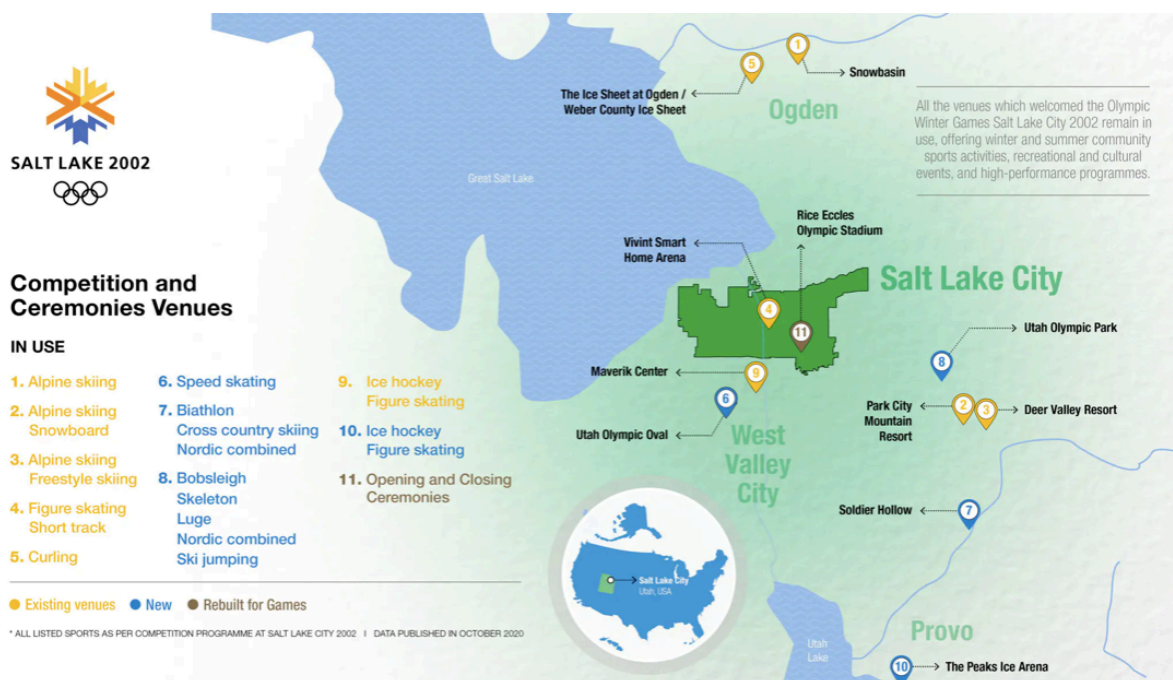 SALT LAKE 2002
Competition and
Ceremonies Venues
IN USE
1. Alpine skiing
2. Alpine skiing
Snowboard
3. Alpine skiing
Freestyle skiing
4. Figure skating
Short track
5. Curling
6. Speed skating
7. Biathlon
Cross country skiing
Nordic combined
8. Bobsleigh
Skeleton
Luge
Nordic combined
Ski jumping
9. Ice hockey
Figure skating
10. Ice hockey
Figure skating
11. Opening and Closing
Ceremonies
Existing venues
New
Rebuilt for Games
* ALL LISTED SPORTS AS PER COMPETITION PROGRAMME AT SALT LAKE CITY 2002 I DATA PUBLISHED IN OCTOBER 2020
1
Snowbasin
5
The Ice Sheet at Ogden /
Weber County Ice Sheet
Ogden
All the venues which welcomed the Olympic
Winter Games Salt Lake City 2002 remain in
use, offering winter and summer community
sports activities, recreational and cultural
events, and high-performance programmes.
Great Salt Lake
Rice Eccles
Olympic Stadium
Vivint Smart
Home Arena
Salt Lake City
4
11
Utah Olympic Park
8
Maverik Center
9
6
Utah Olympic Oval
West
Valley
City
Park City
Mountain
Resort
2
3
Deer Valley Resort
Soldier Hollow
7
Salt Lake City
Utah, USA
Utah
Lake
Provo
10
The Peaks Ice Arena